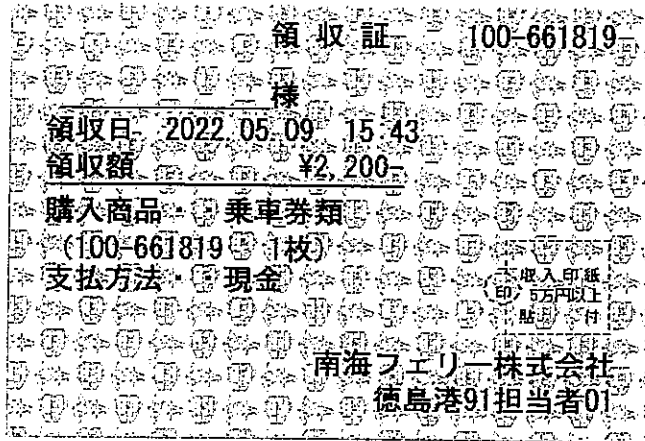 領収証 100-661819
様
領収日 2022.05.09 15:43
領収額 ¥2,200-
購入商品・ 乗車券類
(100-661819 1枚)
支払方法・ 現金
収入印紙
印 5万円以上
貼付
南海フェリー株式会社
徳島港91担当者01